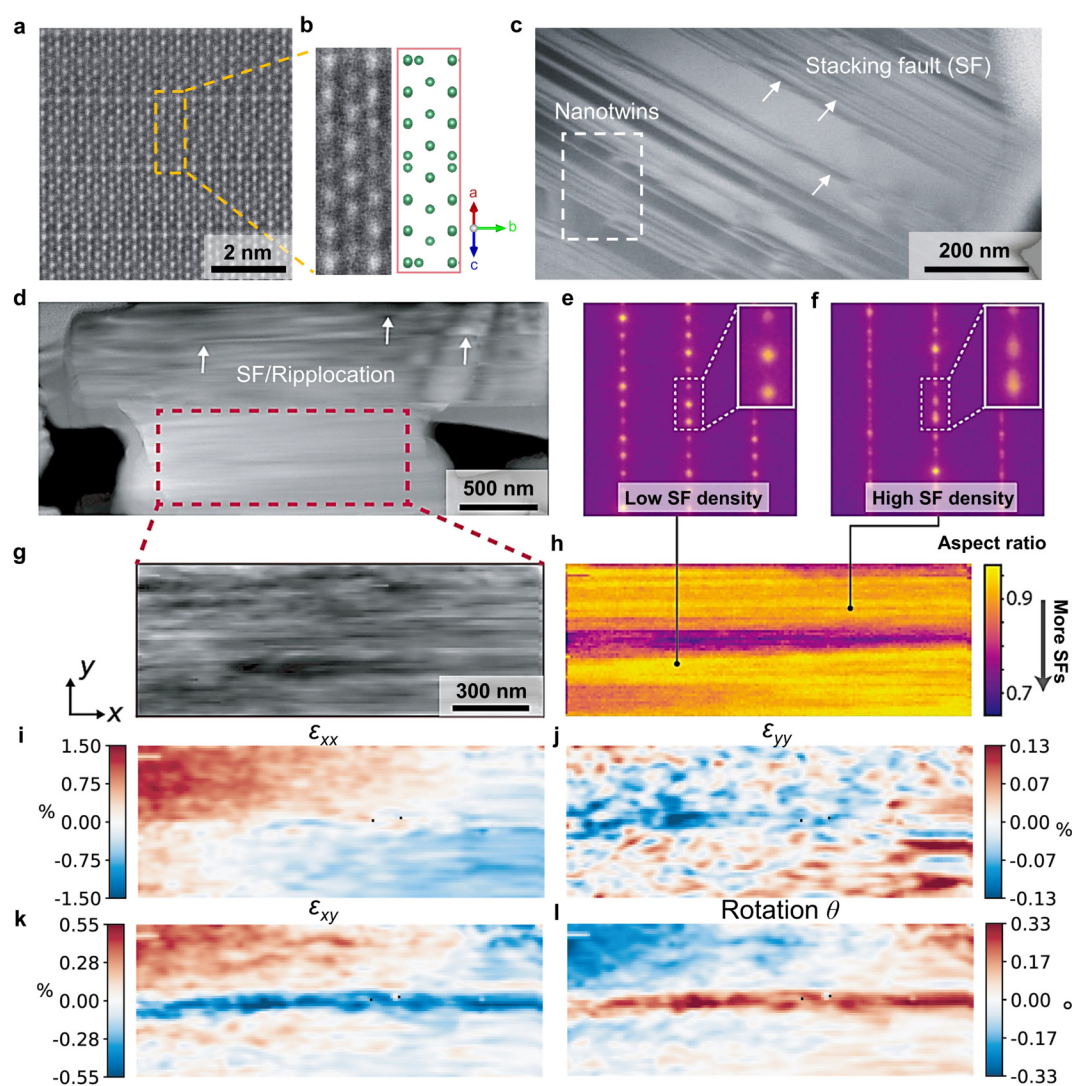 a
b
c
2 nm
a
b
c
Stacking fault (SF)
Nanotwins
200 nm
d
SF/Ripplocation
500 nm
e
Low SF density
f
High SF density
g
300 nm
y
x
h
Aspect ratio
0.9
0.7
More SFs
i
εxx
1.50
0.75
0.00
-0.75
-1.50
%
j
εyy
0.13
0.07
0.00
-0.07
-0.13
%
k
εxy
0.55
0.28
0.00
-0.28
-0.55
%
l
Rotation θ
0.33
0.17
0.00
-0.17
-0.33
°